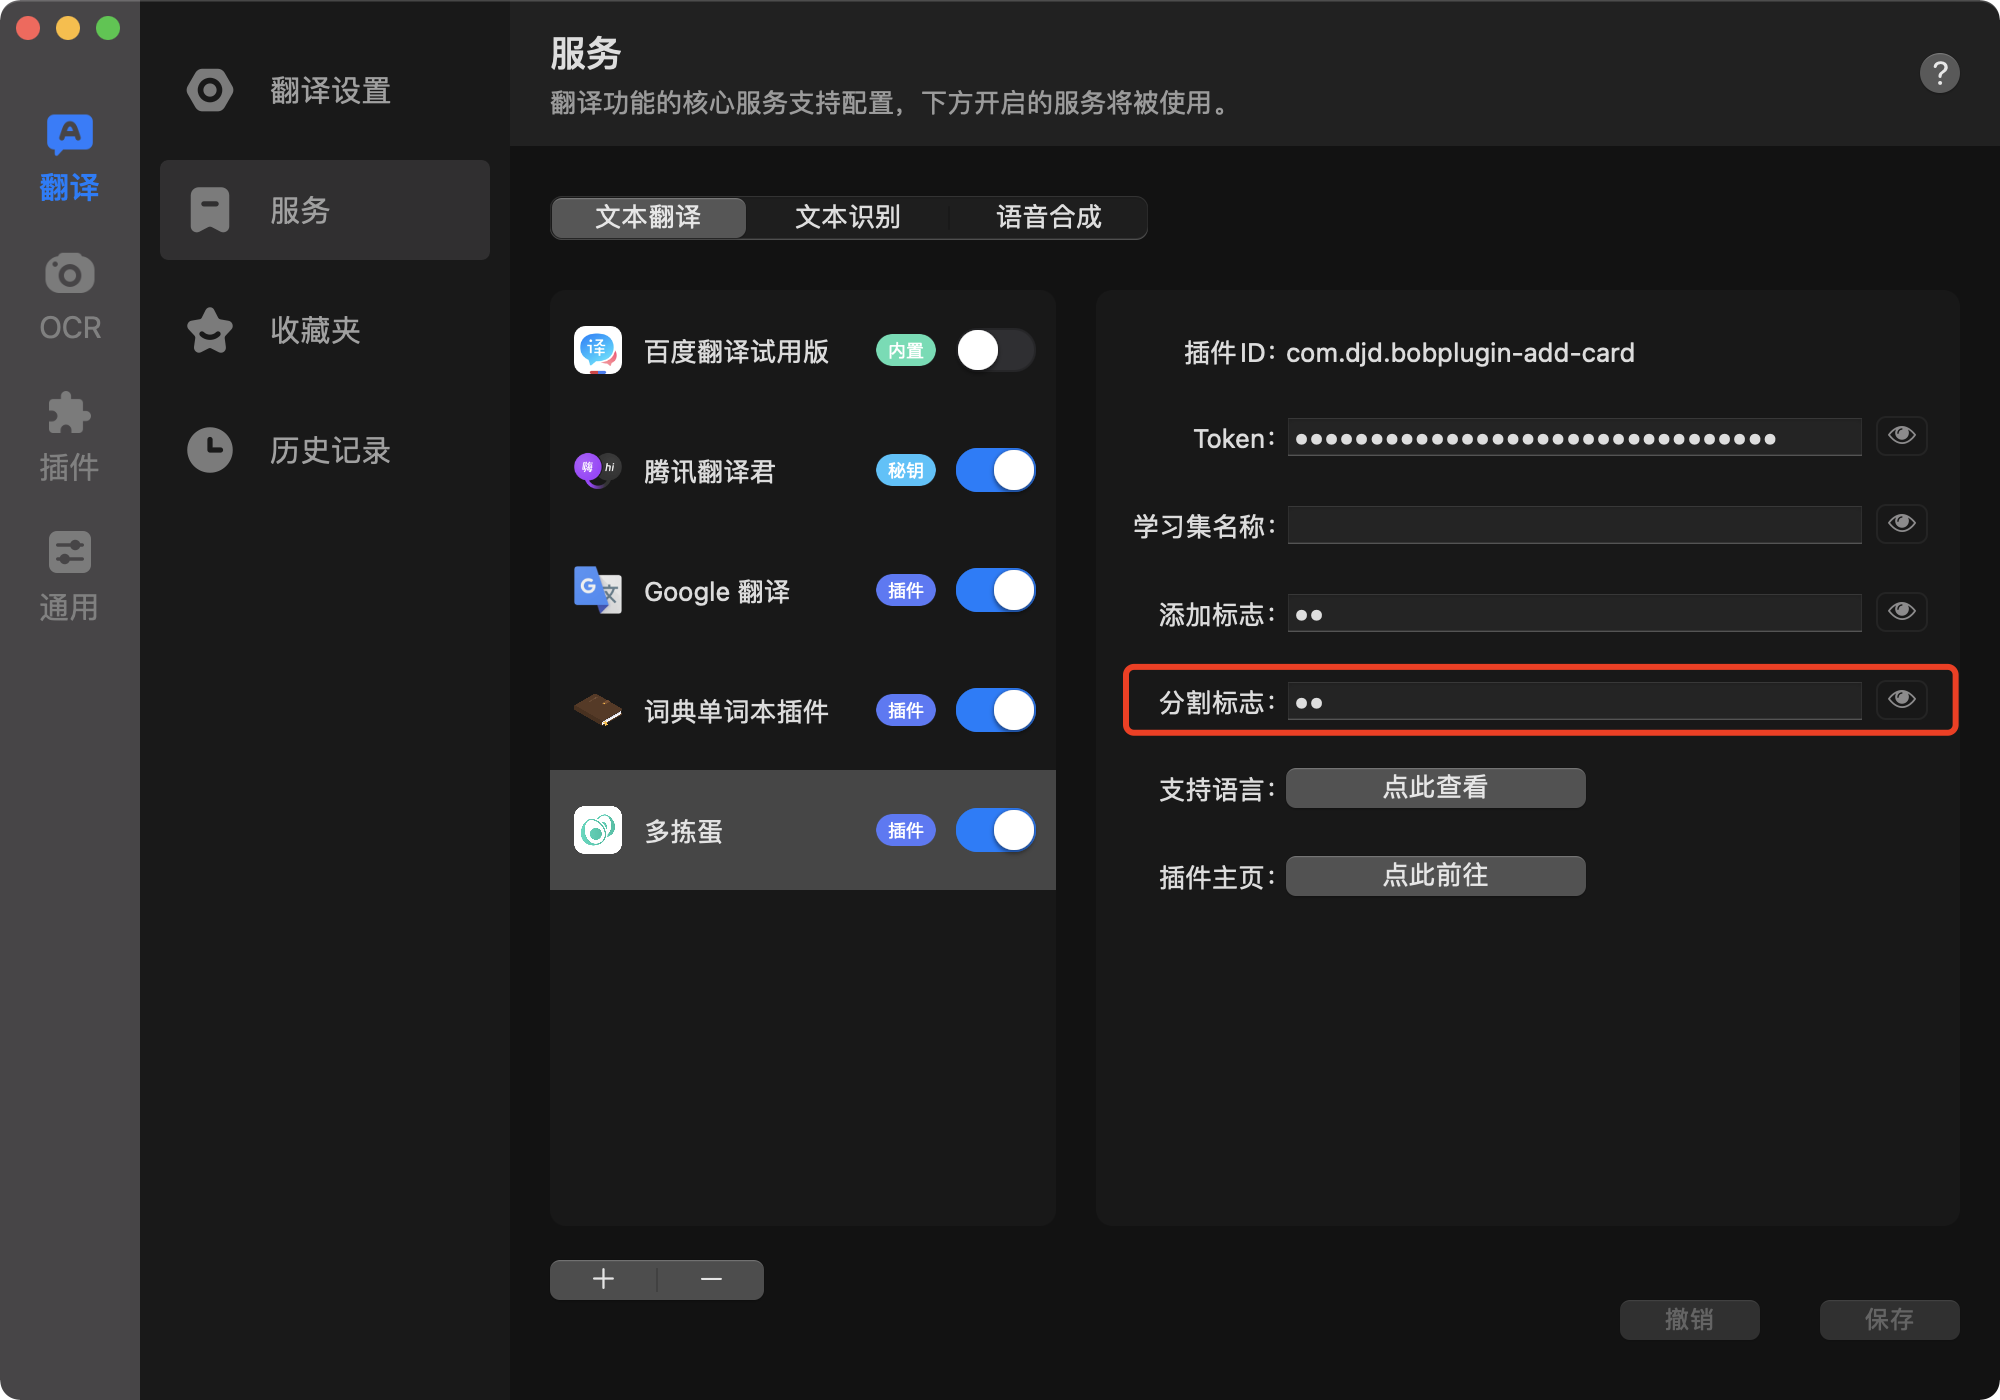 翻译
OCR
插件
通用
翻译设置
服务
收藏夹
历史记录
服务
翻译功能的核心服务支持配置，下方开启的服务将被使用。
?
文本翻译 文本识别 语音合成
译 百度翻译试用版 内置
嗨 hi 腾讯翻译君 秘钥
G 文 Google 翻译 插件
词典单词本插件 插件
多拣蛋 插件
插件 ID： com.djd.bobplugin-add-card
Token：
学习集名称：
添加标志：
分割标志：
支持语言： 点此查看
插件主页： 点此前往
撤销 保存